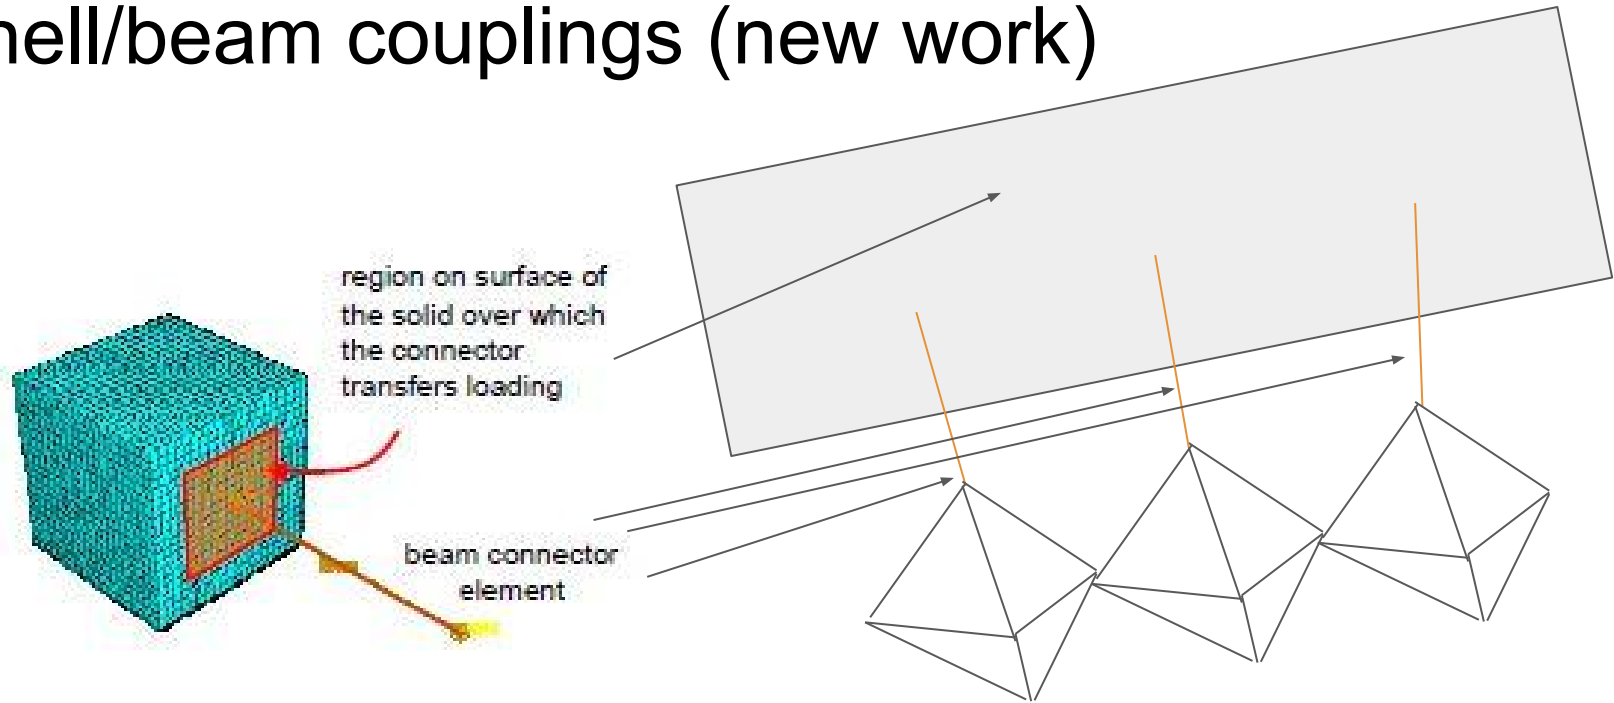 hell/beam couplings (new work)
region on surface of
the solid over which
the connector
transfers loading
beam connector
element